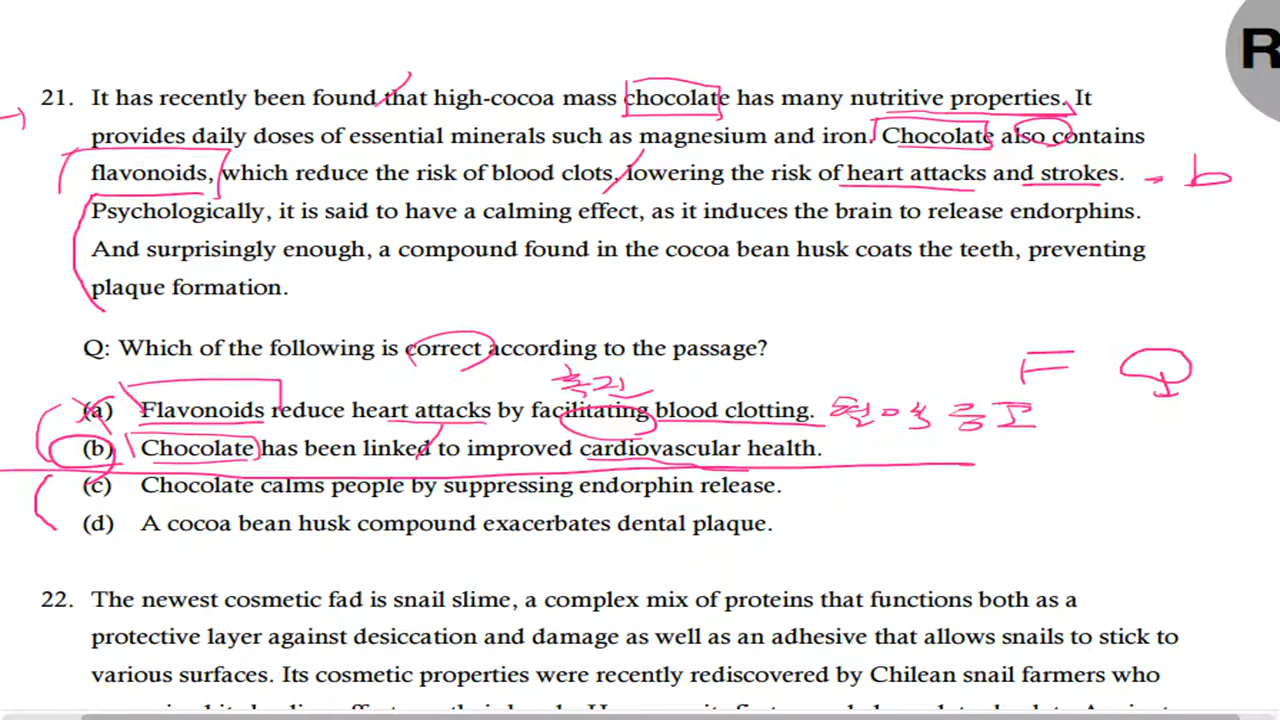 R
21. It has recently been found that high-cocoa mass chocolate has many nutritive properties. It
provides daily doses of essential minerals such as magnesium and iron. Chocolate also contains
flavonoids, which reduce the risk of blood clots, lowering the risk of heart attacks and strokes. → b
Psychologically, it is said to have a calming effect, as it induces the brain to release endorphins.
And surprisingly enough, a compound found in the cocoa bean husk coats the teeth, preventing
plaque formation.
Q: Which of the following is correct according to the passage?
F Q
촉진
(a) Flavonoids reduce heart attacks by facilitating blood clotting.
(b) Chocolate has been linked to improved cardiovascular health.
(c) Chocolate calms people by suppressing endorphin release.
(d) A cocoa bean husk compound exacerbates dental plaque.
22. The newest cosmetic fad is snail slime, a complex mix of proteins that functions both as a
protective layer against desiccation and damage as well as an adhesive that allows snails to stick to
various surfaces. Its cosmetic properties were recently rediscovered by Chilean snail farmers who